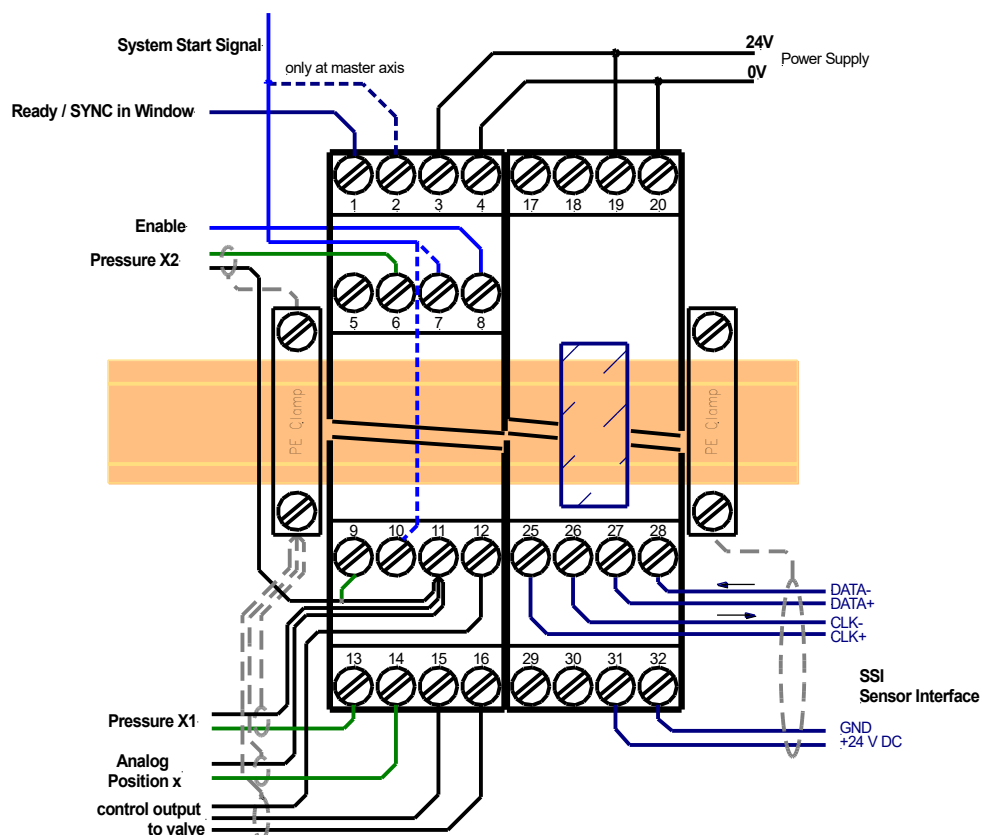 System Start Signal
24V
Power Supply
0V
only at master axis
Ready / SYNC in Window
1 2 3 4 17 18 19 20
Enable
Pressure X2
5 6 7 8
PE Clamp
PE Clamp
9 10 11 12 25 26 27 28
DATA-
DATA+
CLK-
CLK+
13 14 15 16 29 30 31 32
SSI
Sensor Interface
Pressure X1
GND
+24 V DC
Analog
Position x
control output
to valve